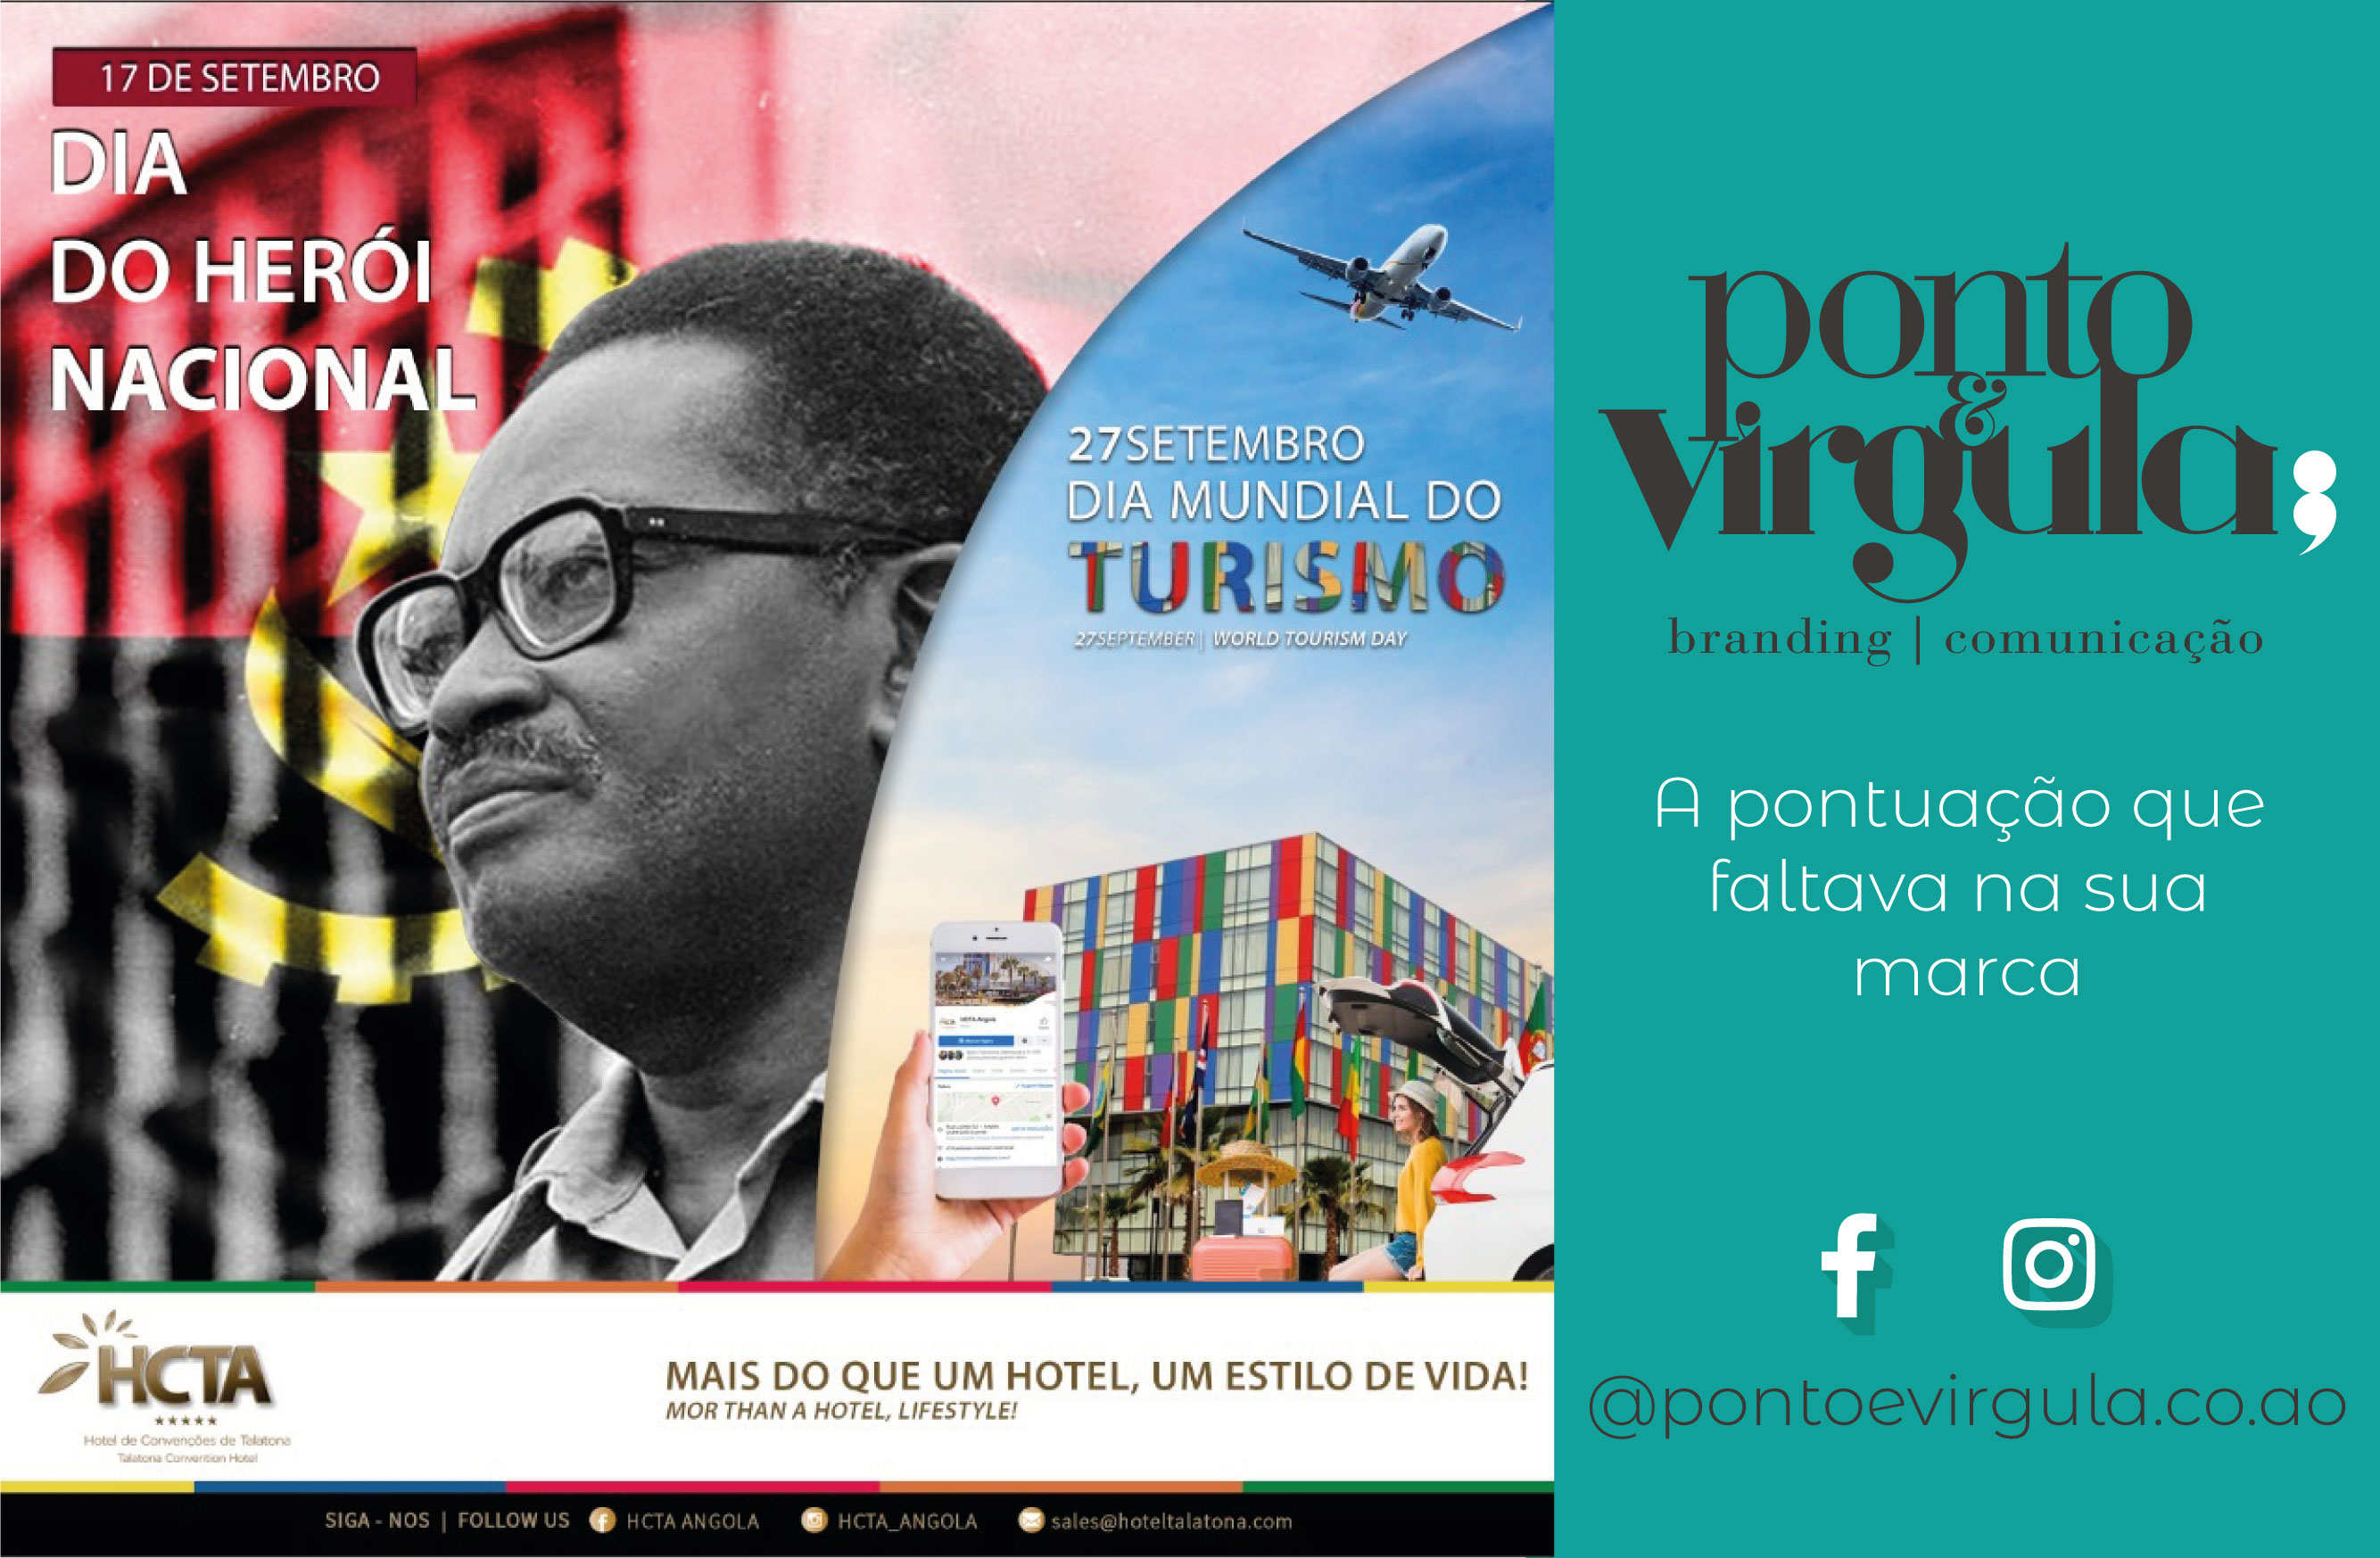 17 DE SETEMBRO
DIA
DO HERÓI
NACIONAL
27SETEMBRO
DIA MUNDIAL DO
TURISMO
27SEPTEMBER | WORLD TOURISM DAY
HCTA Angola
HCTA
★★★★★
Hotel de Convenções de Talatona
Talatona Convention Hotel
MAIS DO QUE UM HOTEL, UM ESTILO DE VIDA!
MOR THAN A HOTEL, LIFESTYLE!
SIGA - NOS | FOLLOW US HCTA ANGOLA HCTA_ANGOLA sales@hoteltalatona.com
ponto
&
virgula;
branding | comunicação
A pontuação que
faltava na sua
marca
@pontoevirgula.co.ao